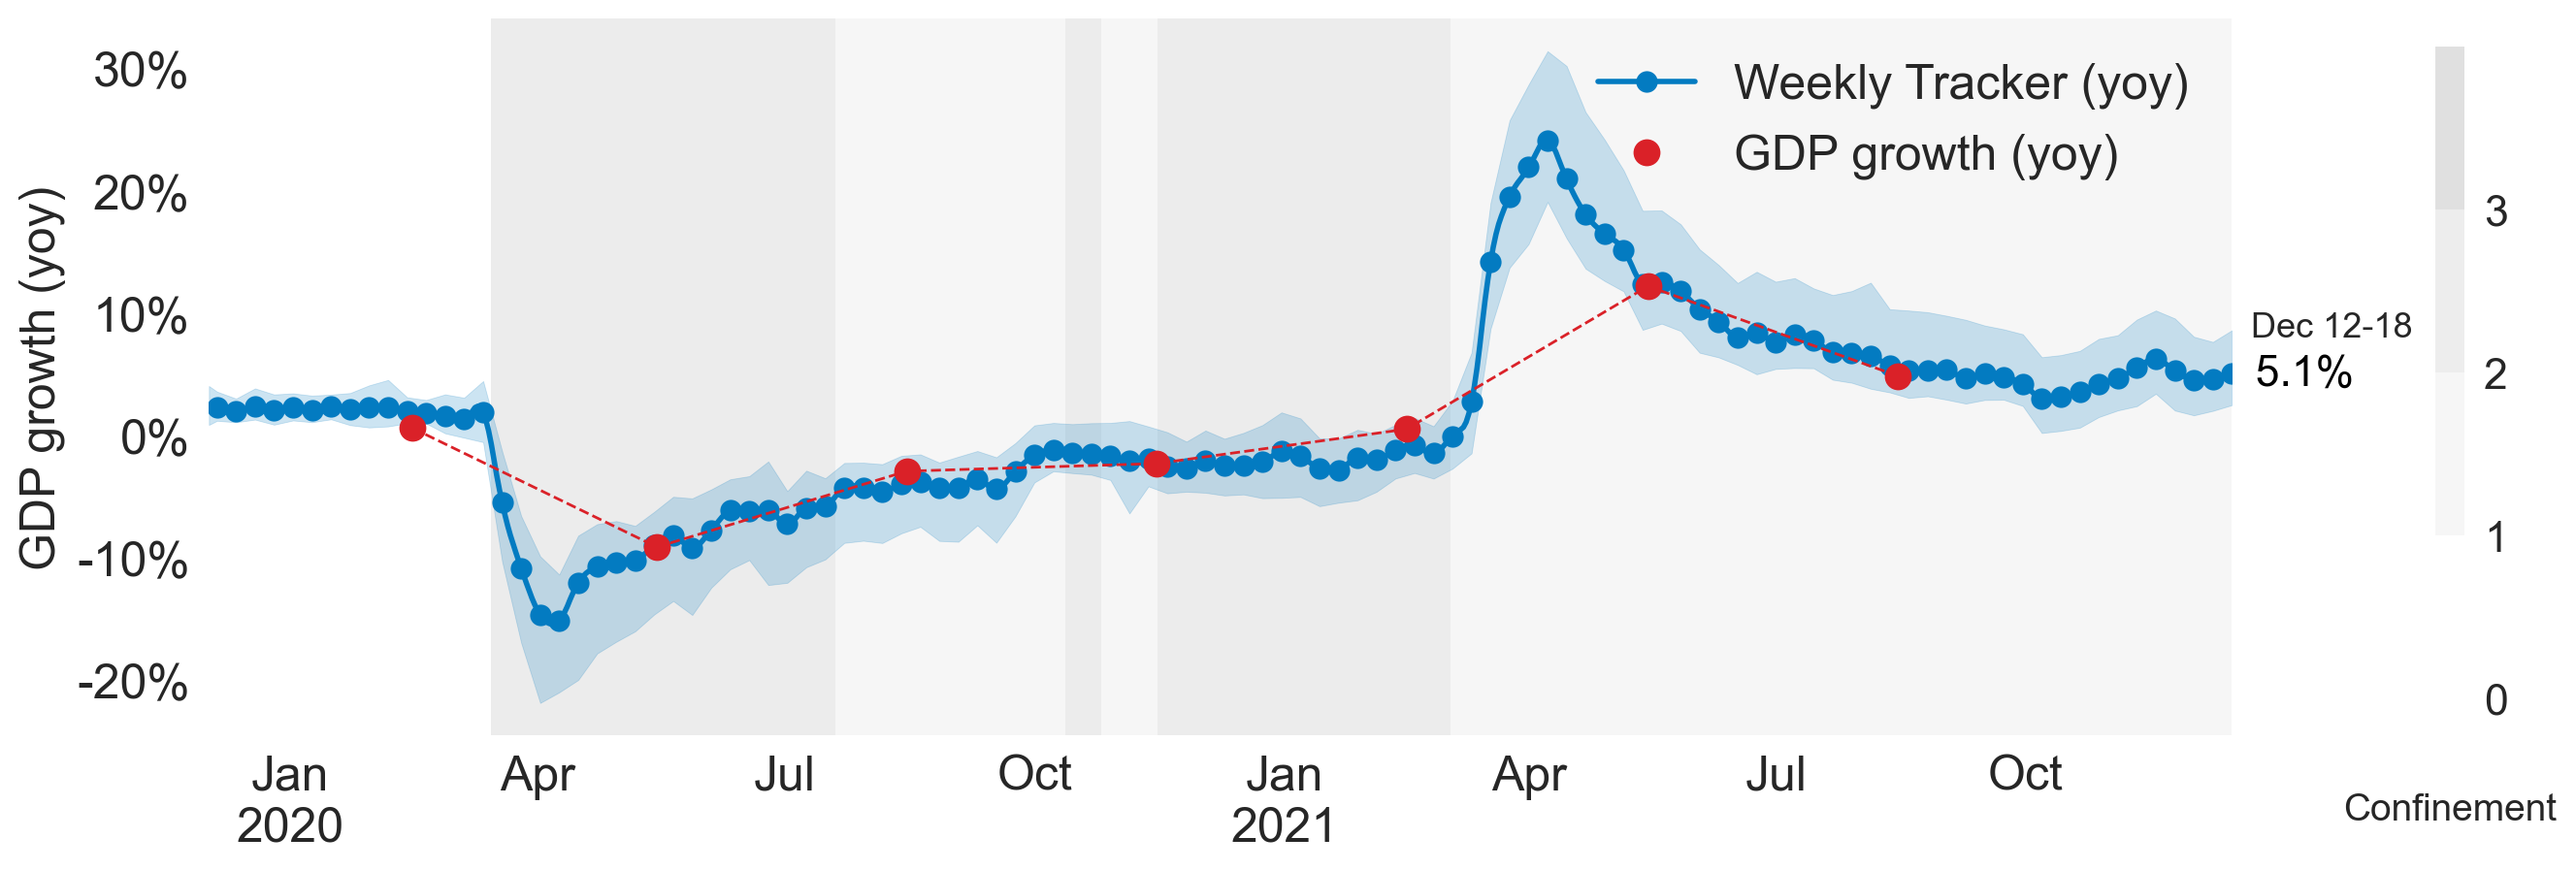 GDP growth (yoy)
30%
20%
10%
0%
-10%
-20%
Weekly Tracker (yoy)
GDP growth (yoy)
Dec 12-18
5.1%
3
2
1
0
Confinement
Jan Apr Jul Oct Jan Apr Jul Oct
2020 2021